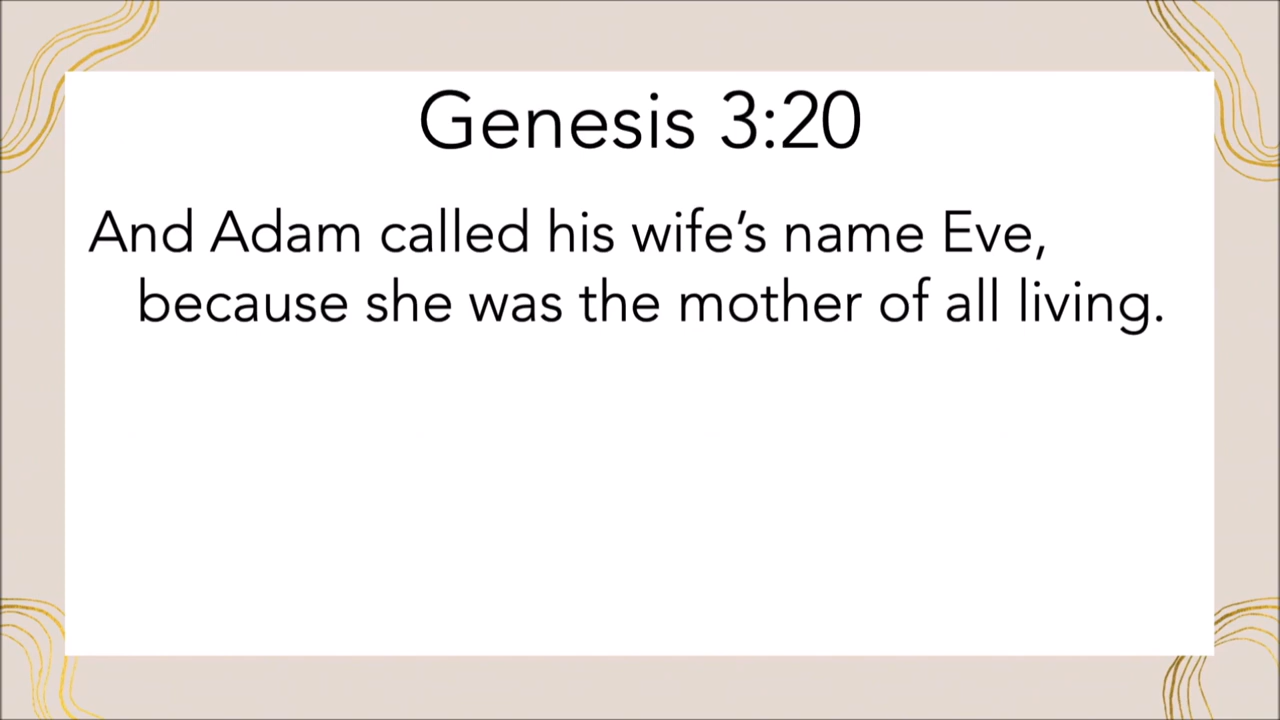 Genesis 3:20
And Adam called his wife’s name Eve,
because she was the mother of all living.